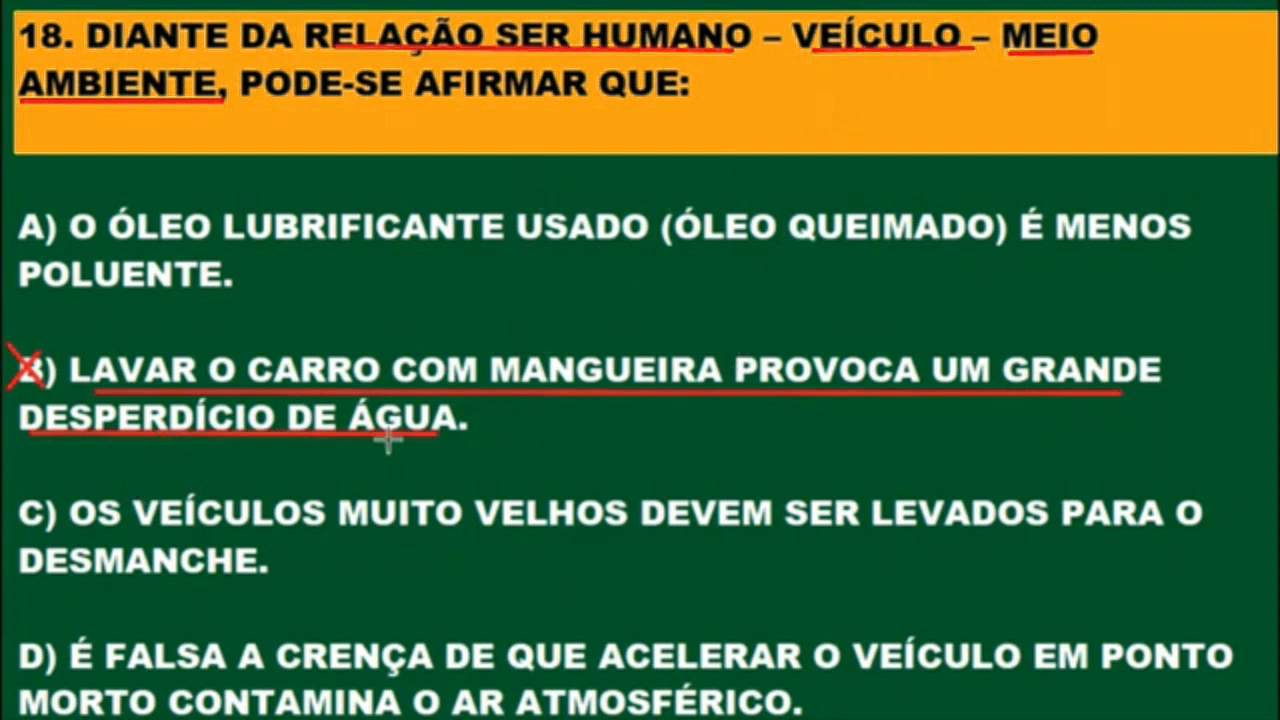 18. DIANTE DA RELAÇÃO SER HUMANO – VEÍCULO – MEIO
AMBIENTE, PODE-SE AFIRMAR QUE:
A) O ÓLEO LUBRIFICANTE USADO (ÓLEO QUEIMADO) É MENOS
POLUENTE.
B) LAVAR O CARRO COM MANGUEIRA PROVOCA UM GRANDE
DESPERDÍCIO DE ÁGUA.
C) OS VEÍCULOS MUITO VELHOS DEVEM SER LEVADOS PARA O
DESMANCHE.
D) É FALSA A CRENÇA DE QUE ACELERAR O VEÍCULO EM PONTO
MORTO CONTAMINA O AR ATMOSFÉRICO.